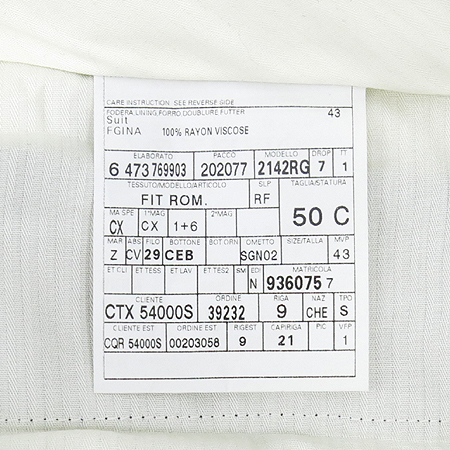 CARE INSTRUCTION: SEE REVERSE SIDE
FODERA,LINING,FORRO,DOUBLURE FUTTER 43
Suit
FGINA 100% RAYON VISCOSE
ELABORATO PACCO MODELLO DROP TT
6 473769903 202077 2142RG 7 1
TESSUTO/MODELLO/ARTICOLO SLP TAGLIA/STATURA
FIT ROM. RF 50 C
MA SPE 1°MAG 2°MAG
CX CX 1+6
MAR ABS FILO BOTTONE BOT ORN OMETTO SIZE/TALLA MVP
Z CV 29 CEB SGN02 43
ET CLI ET TESS ET LAV ET TES2 SM EDI MATRICOLA
N 936075 7
CLIENTE ORDINE RIGA NAZ TPO
CTX 54000S 39232 9 CHE S
CLIENTE EST ORDINE EST RIGEST CAPIRIGA PIC VFP
CQR 54000S 00203058 9 21 1